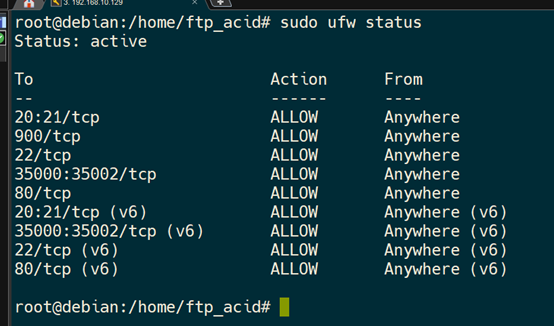 3. 192.168.10.129
root@debian:/home/ftp_acid# sudo ufw status
Status: active
To Action From
-- ------ ----
20:21/tcp ALLOW Anywhere
900/tcp ALLOW Anywhere
22/tcp ALLOW Anywhere
35000:35002/tcp ALLOW Anywhere
80/tcp ALLOW Anywhere
20:21/tcp (v6) ALLOW Anywhere (v6)
35000:35002/tcp (v6) ALLOW Anywhere (v6)
22/tcp (v6) ALLOW Anywhere (v6)
80/tcp (v6) ALLOW Anywhere (v6)
root@debian:/home/ftp_acid#